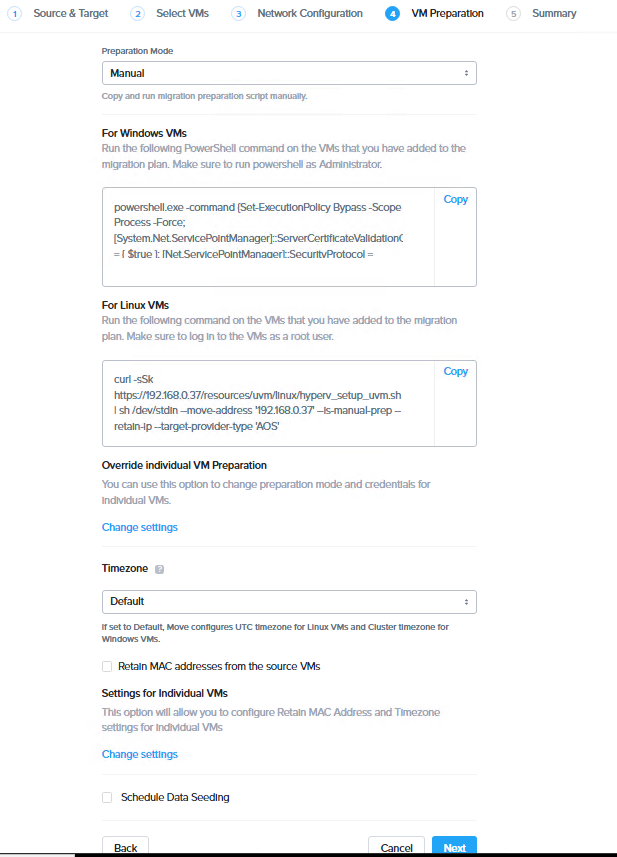 1 Source & Target 2 Select VMs 3 Network Configuration 4 VM Preparation 5 Summary
Preparation Mode
Manual
Copy and run migration preparation script manually.
For Windows VMs
Run the following PowerShell command on the VMs that you have added to the
migration plan. Make sure to run powershell as Administrator.
Copy
powershell.exe -command [Set-ExecutionPolicy Bypass -Scope
Process -Force;
[System.Net.ServicePointManager]::ServerCertificateValidationC
= { $true }; [Net.ServicePointManager]::SecurityProtocol =
For Linux VMs
Run the following command on the VMs that you have added to the migration
plan. Make sure to log in to the VMs as a root user.
Copy
curl -sSk
https://192.168.0.37/resources/uvm/linux/hyperv_setup_uvm.sh
| sh /dev/stdin --move-address '192.168.0.37' --is-manual-prep --
retain-ip --target-provider-type 'AOS'
Override individual VM Preparation
You can use this option to change preparation mode and credentials for
individual VMs.
Change settings
Timezone ?
Default
If set to Default, Move configures UTC timezone for Linux VMs and Cluster timezone for
Windows VMs.
Retain MAC addresses from the source VMs
Settings for Individual VMs
This option will allow you to configure Retain MAC Address and Timezone
settings for individual VMs
Change settings
Schedule Data Seeding
Back Cancel Next